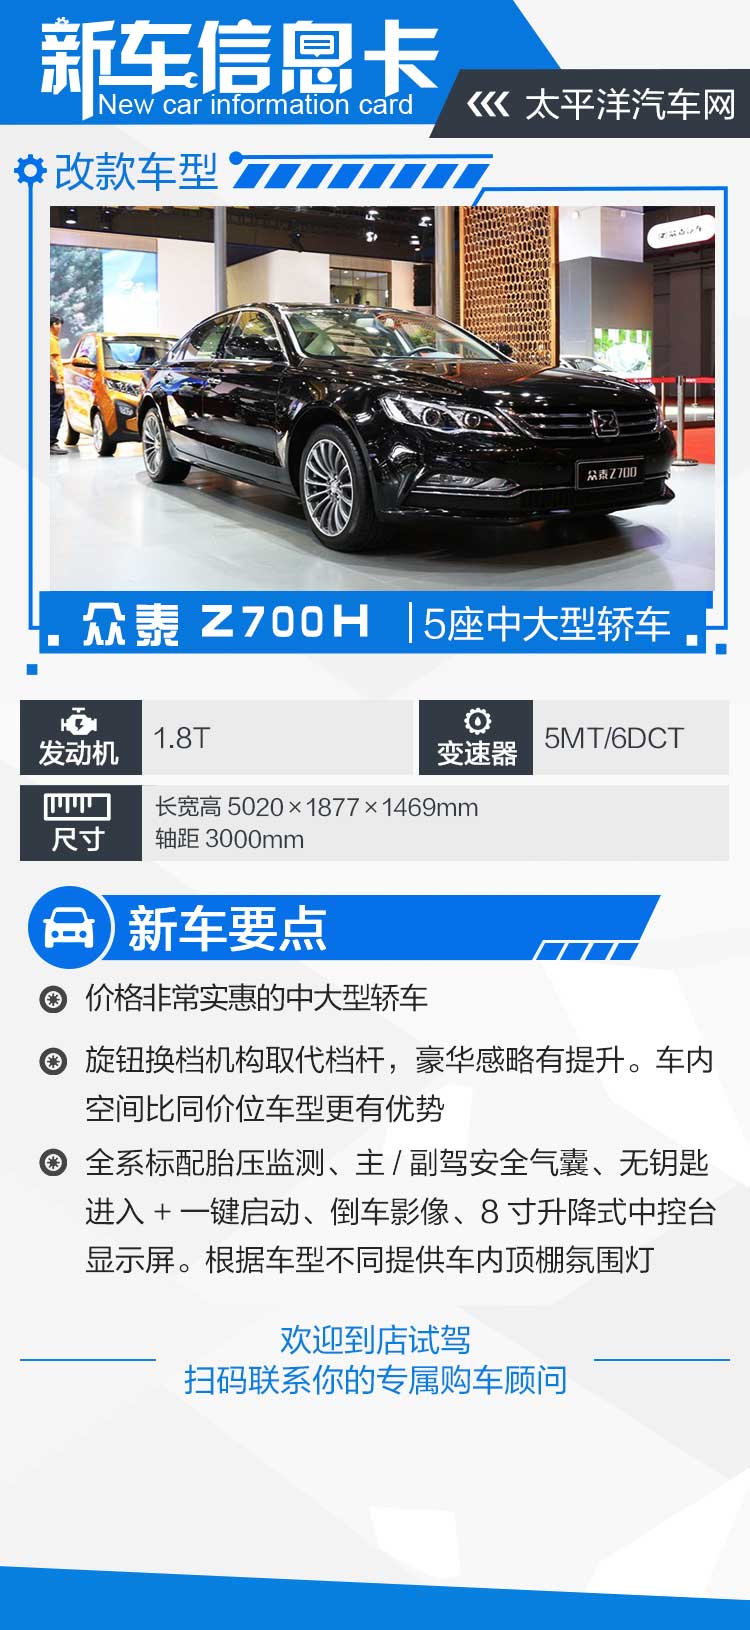 新车信息卡
New car information card
太平洋汽车网
改款车型
众泰Z700
众泰 Z700H
5座中大型轿车
发动机
1.8T
变速器
5MT/6DCT
尺寸
长宽高 5020×1877×1469mm
轴距 3000mm
新车要点
价格非常实惠的中大型轿车
旋钮换档机构取代档杆，豪华感略有提升。车内
空间比同价位车型更有优势
全系标配胎压监测、主/副驾安全气囊、无钥匙
进入+一键启动、倒车影像、8寸升降式中控台
显示屏。根据车型不同提供车内顶棚氛围灯
欢迎到店试驾
扫码联系你的专属购车顾问